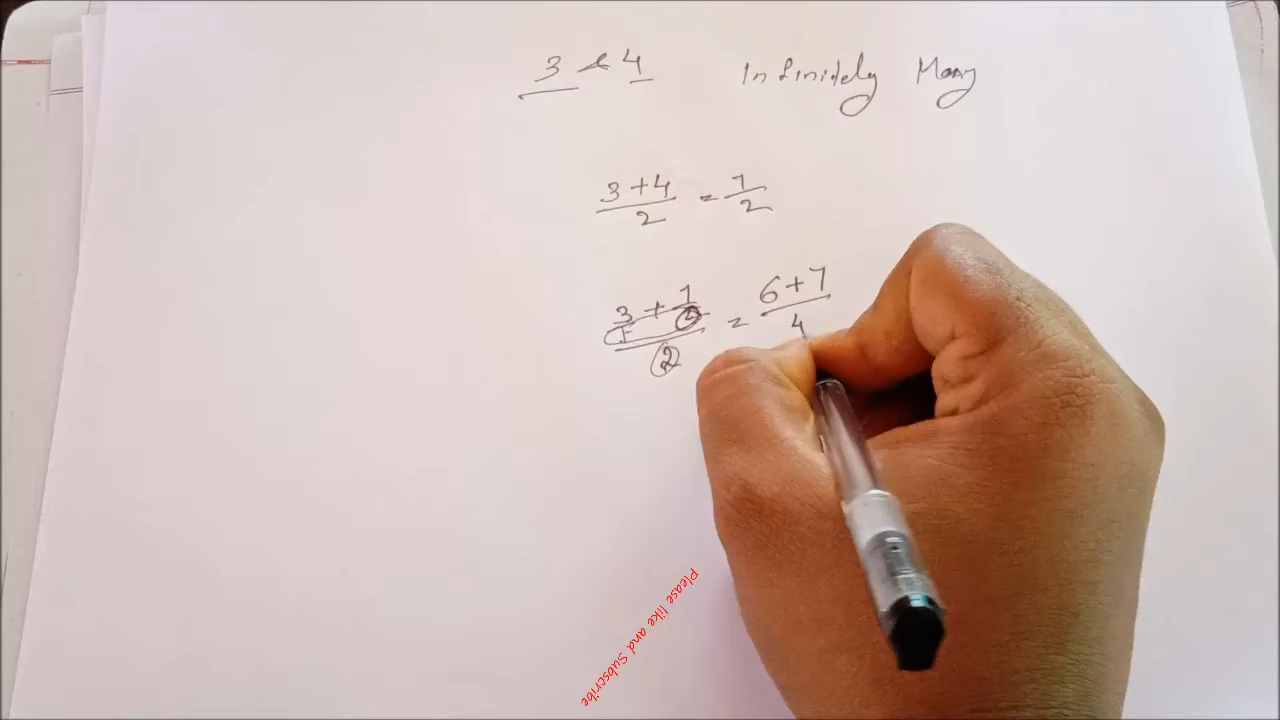 3 & 4 Infinitely Many
3 + 4 / 2 = 7 / 2
3 / 1 + 7 / 2 / 2 = 6 + 7 / 4
Please like and Subscribe